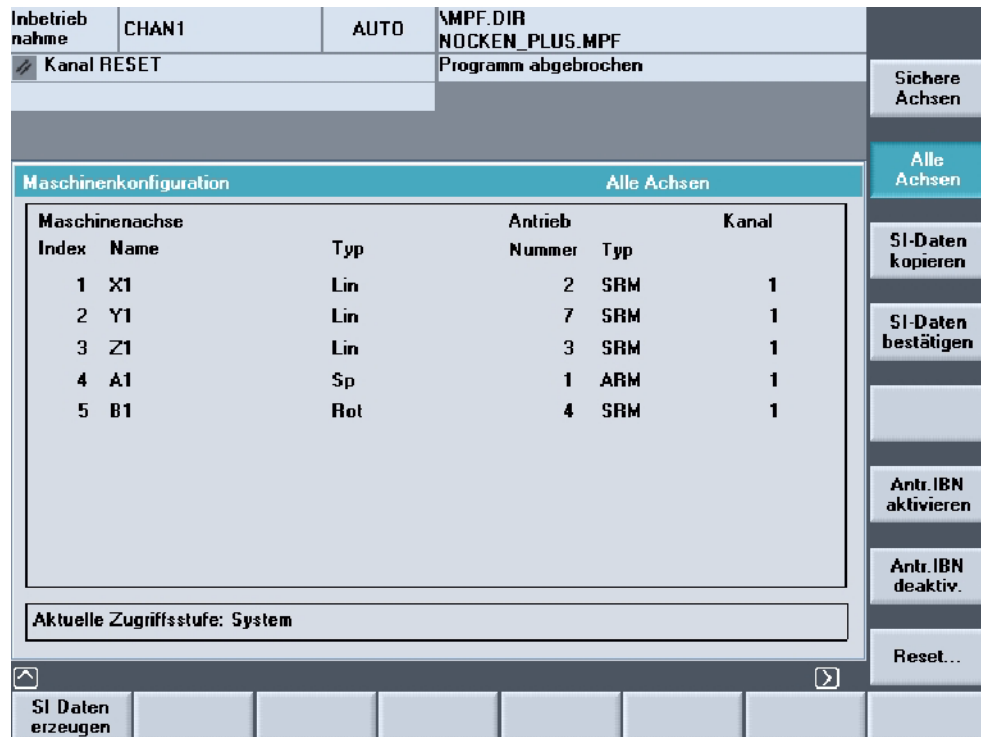 Inbetrieb
nahme
CHAN1
AUTO
\MPF.DIR
NOCKEN_PLUS.MPF
Kanal RESET
Programm abgebrochen
Maschinenkonfiguration Alle Achsen
Maschinenachse Antrieb Kanal
Index Name Typ Nummer Typ
1 X1 Lin 2 SRM 1
2 Y1 Lin 7 SRM 1
3 Z1 Lin 3 SRM 1
4 A1 Sp 1 ARM 1
5 B1 Rot 4 SRM 1
Aktuelle Zugriffsstufe: System
Sichere
Achsen
Alle
Achsen
SI-Daten
kopieren
SI-Daten
bestätigen
Antr.IBN
aktivieren
Antr.IBN
deaktiv.
Reset...
SI Daten
erzeugen